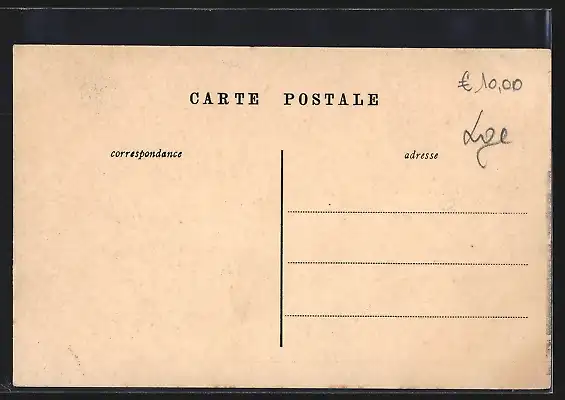 € 10,00
CARTE POSTALE
correspondance
adresse